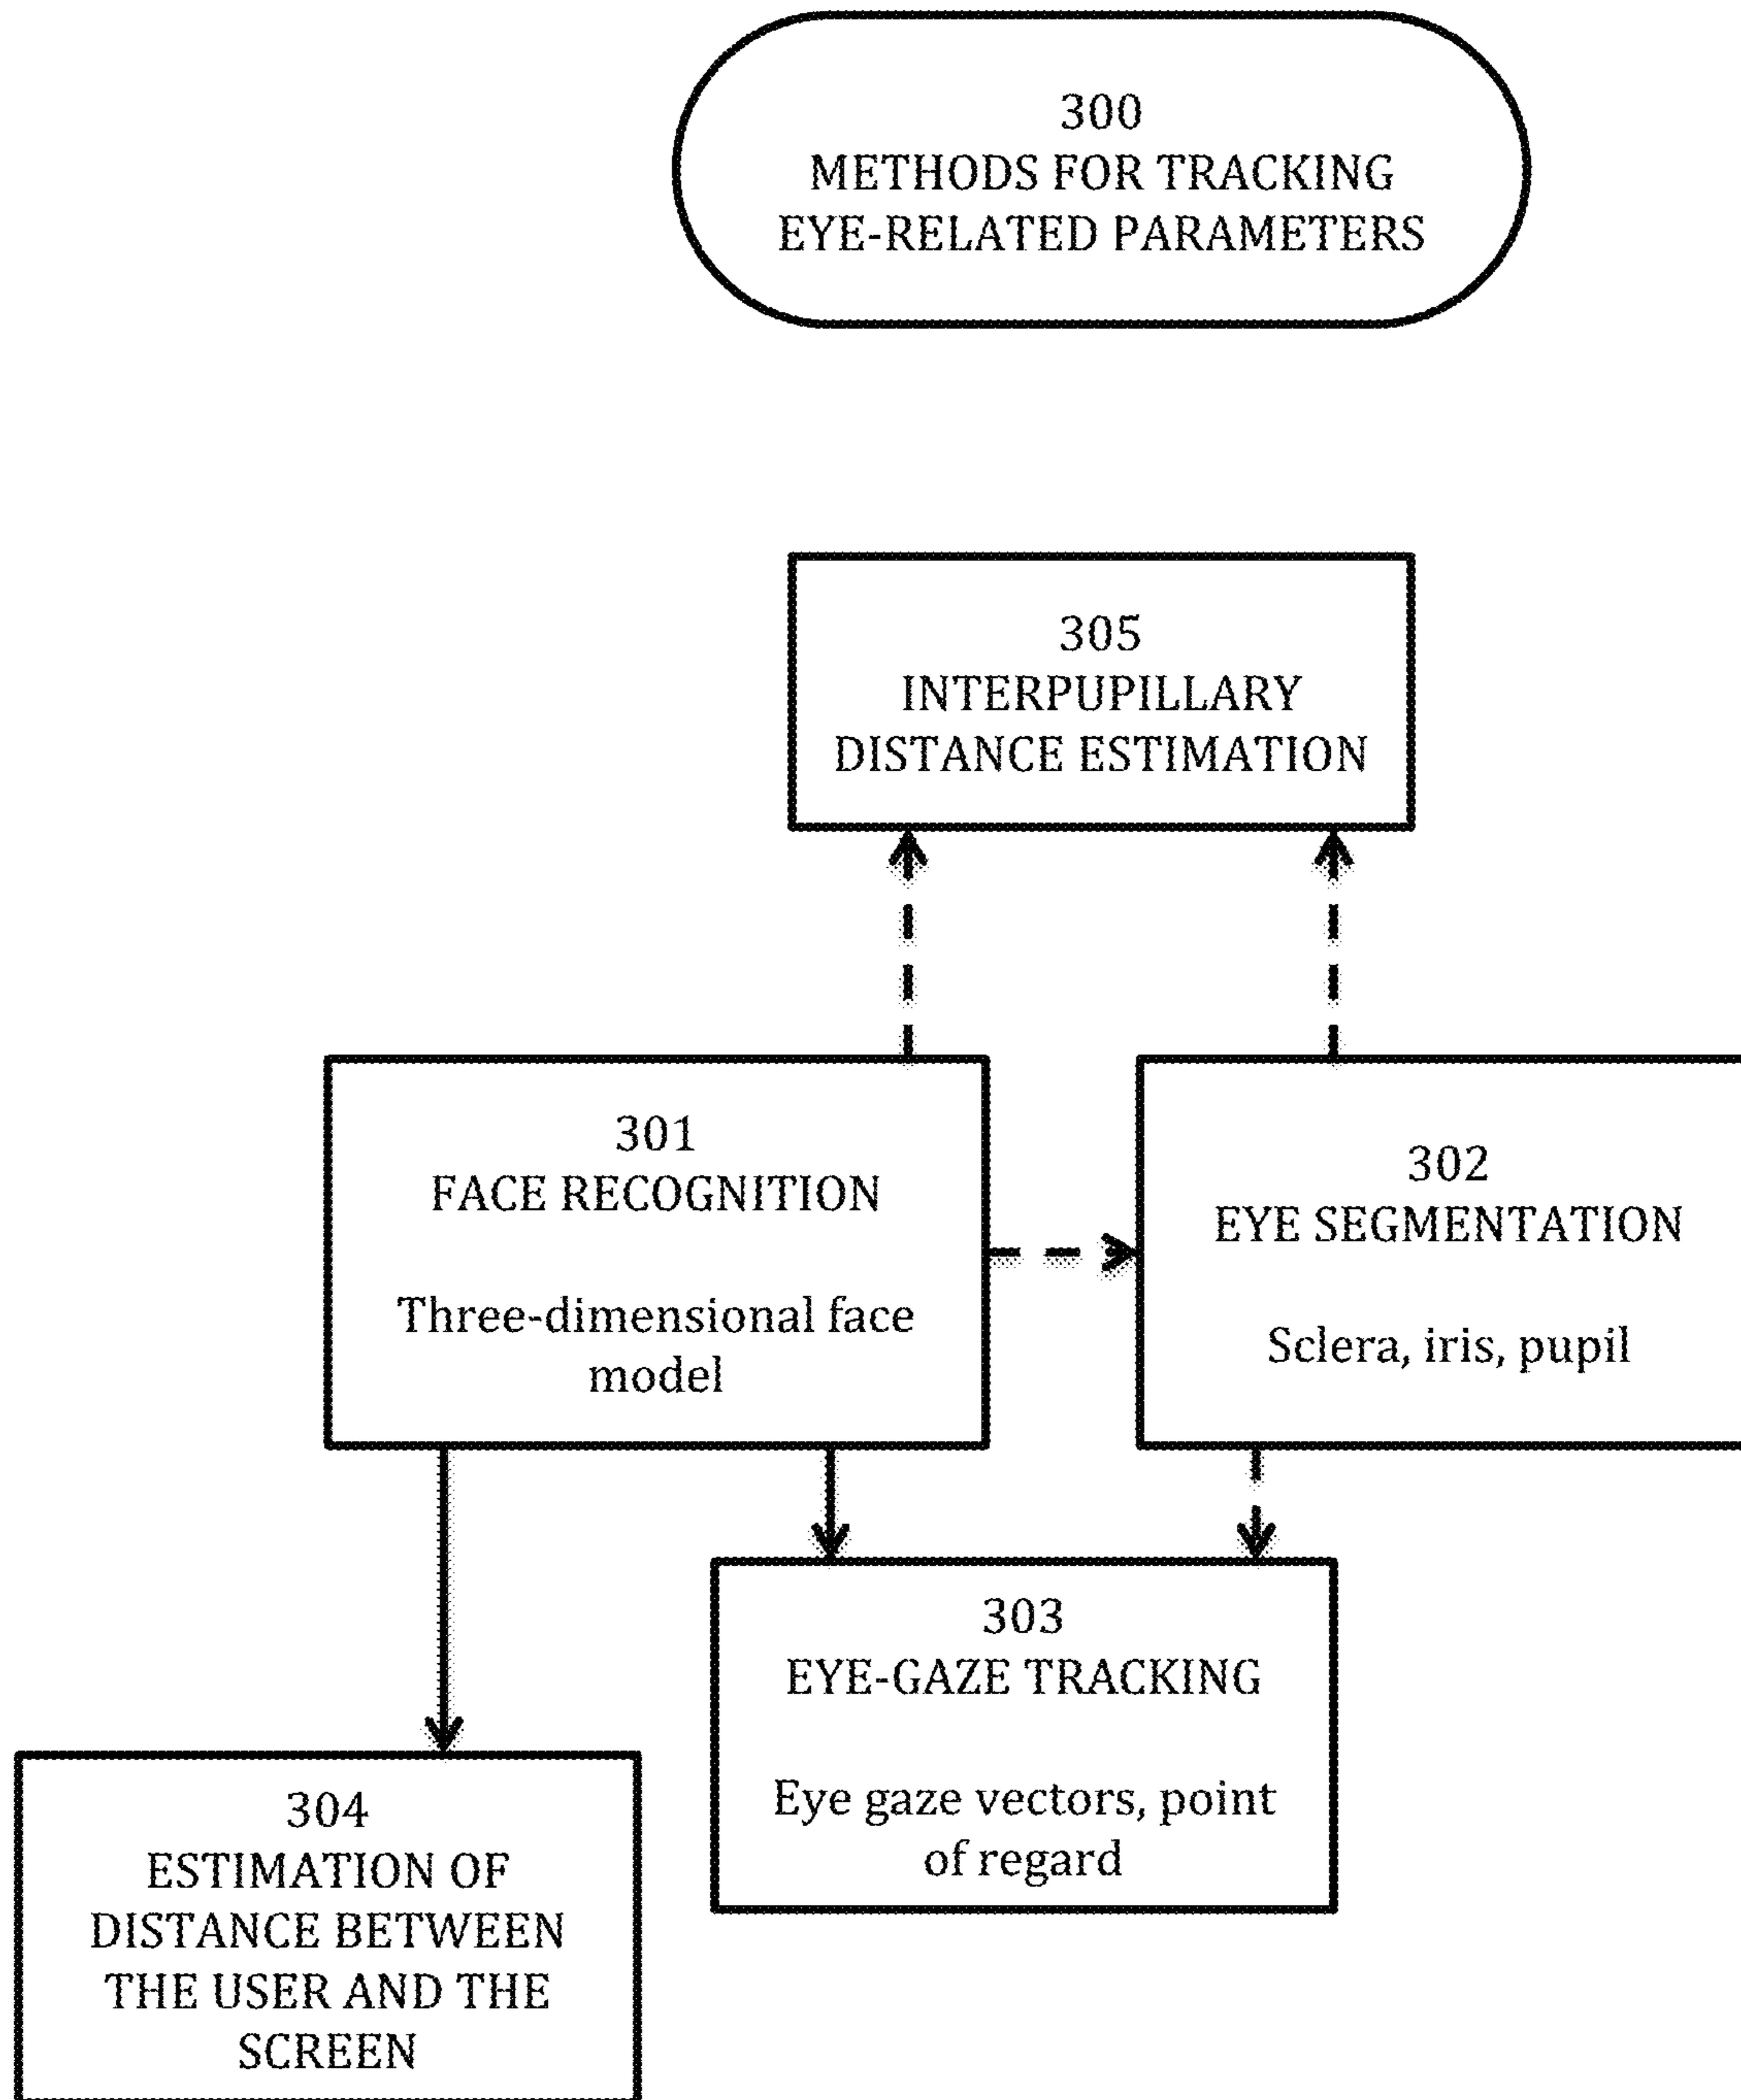 300
METHODS FOR TRACKING
EYE-RELATED PARAMETERS
305
INTERPUPILLARY
DISTANCE ESTIMATION
301
FACE RECOGNITION
Three-dimensional face
model
302
EYE SEGMENTATION
Sclera, iris, pupil
303
EYE-GAZE TRACKING
Eye gaze vectors, point
of regard
304
ESTIMATION OF
DISTANCE BETWEEN
THE USER AND THE
SCREEN